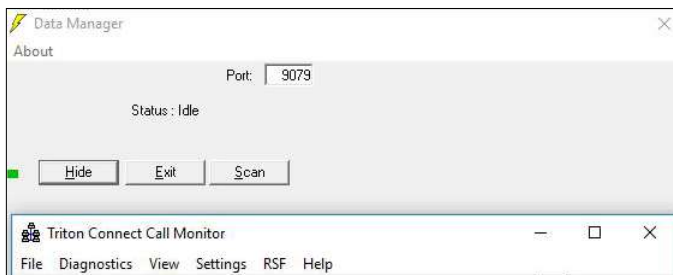 Data Manager
About
Port: 9079
Status : Idle
Hide Exit Scan
Triton Connect Call Monitor
File Diagnostics View Settings RSF Help